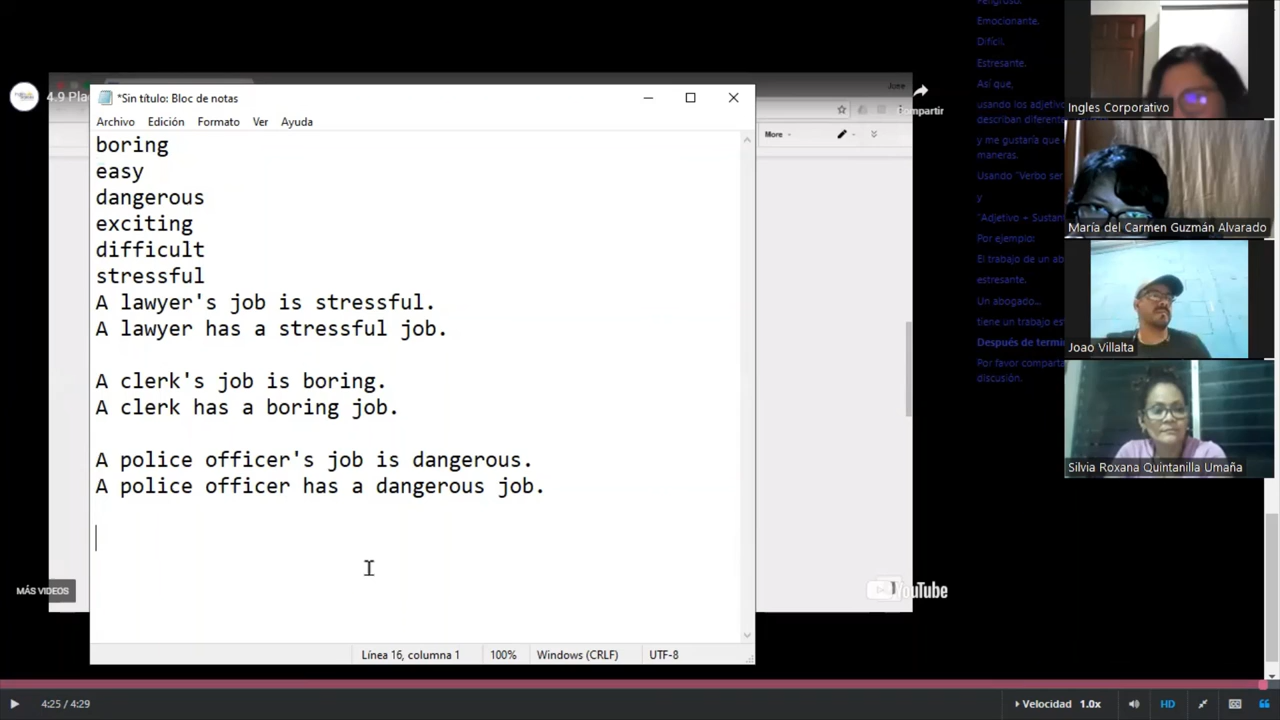 Peligroso.
Emocionante.
Difícil.
Estresante.
Así que,
usando los adjetivo
describan diferente
y me gustaría que
maneras.
Usando "Verbo ser
y
"Adjetivo + Sustan
Por ejemplo:
El trabajo de un ab
estresante.
Un abogado...
tiene un trabajo es
Después de termi
Por favor comparta
discusión.
4.9 Pla
Jose
Compartir
More
*Sin título: Bloc de notas
Archivo Edición Formato Ver Ayuda
boring
easy
dangerous
exciting
difficult
stressful
A lawyer's job is stressful.
A lawyer has a stressful job.
A clerk's job is boring.
A clerk has a boring job.
A police officer's job is dangerous.
A police officer has a dangerous job.
MÁS VIDEOS
YouTube
Línea 16, columna 1 100% Windows (CRLF) UTF-8
Ingles Corporativo
María del Carmen Guzmán Alvarado
Joao Villalta
Silvia Roxana Quintanilla Umaña
4:25 / 4:29
Velocidad 1.0x
HD